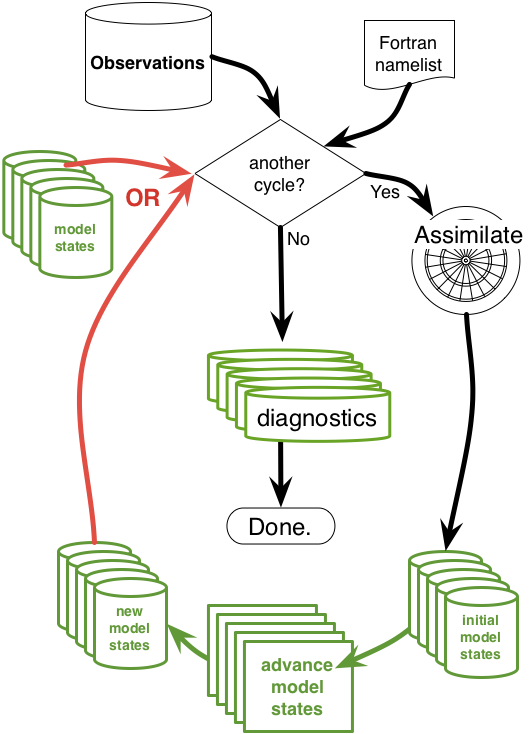 Observations
Fortran
namelist
another
cycle?
Yes
OR
model
states
No
Assimilate
diagnostics
Done.
new
model
states
advance
model
states
initial
model
states